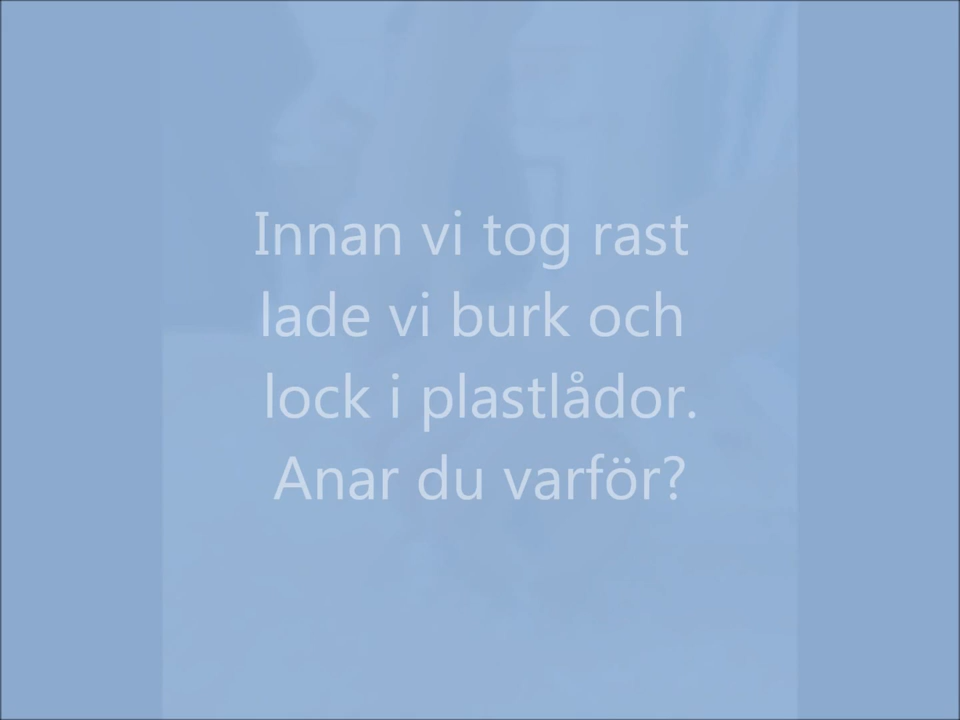 Innan vi tog rast
lade vi burk och
lock i plastlådor.
Anar du varför?